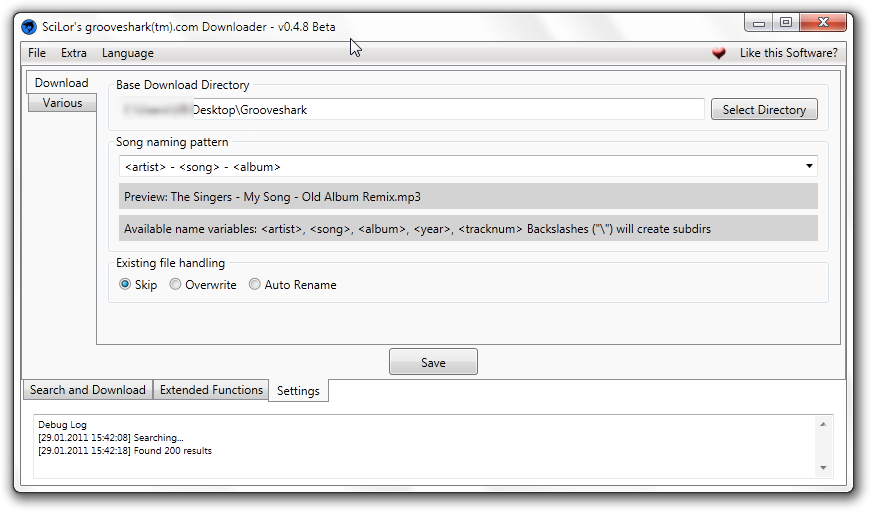 SciLor's grooveshark(tm).com Downloader - v0.4.8 Beta
File Extra Language Like this Software?
Download
Various
Base Download Directory
Desktop\Grooveshark Select Directory
Song naming pattern
<artist> - <song> - <album>
Preview: The Singers - My Song - Old Album Remix.mp3
Available name variables: <artist>, <song>, <album>, <year>, <tracknum> Backslashes ("\") will create subdirs
Existing file handling
Skip Overwrite Auto Rename
Save
Search and Download Extended Functions Settings
Debug Log
[29.01.2011 15:42:08] Searching...
[29.01.2011 15:42:18] Found 200 results